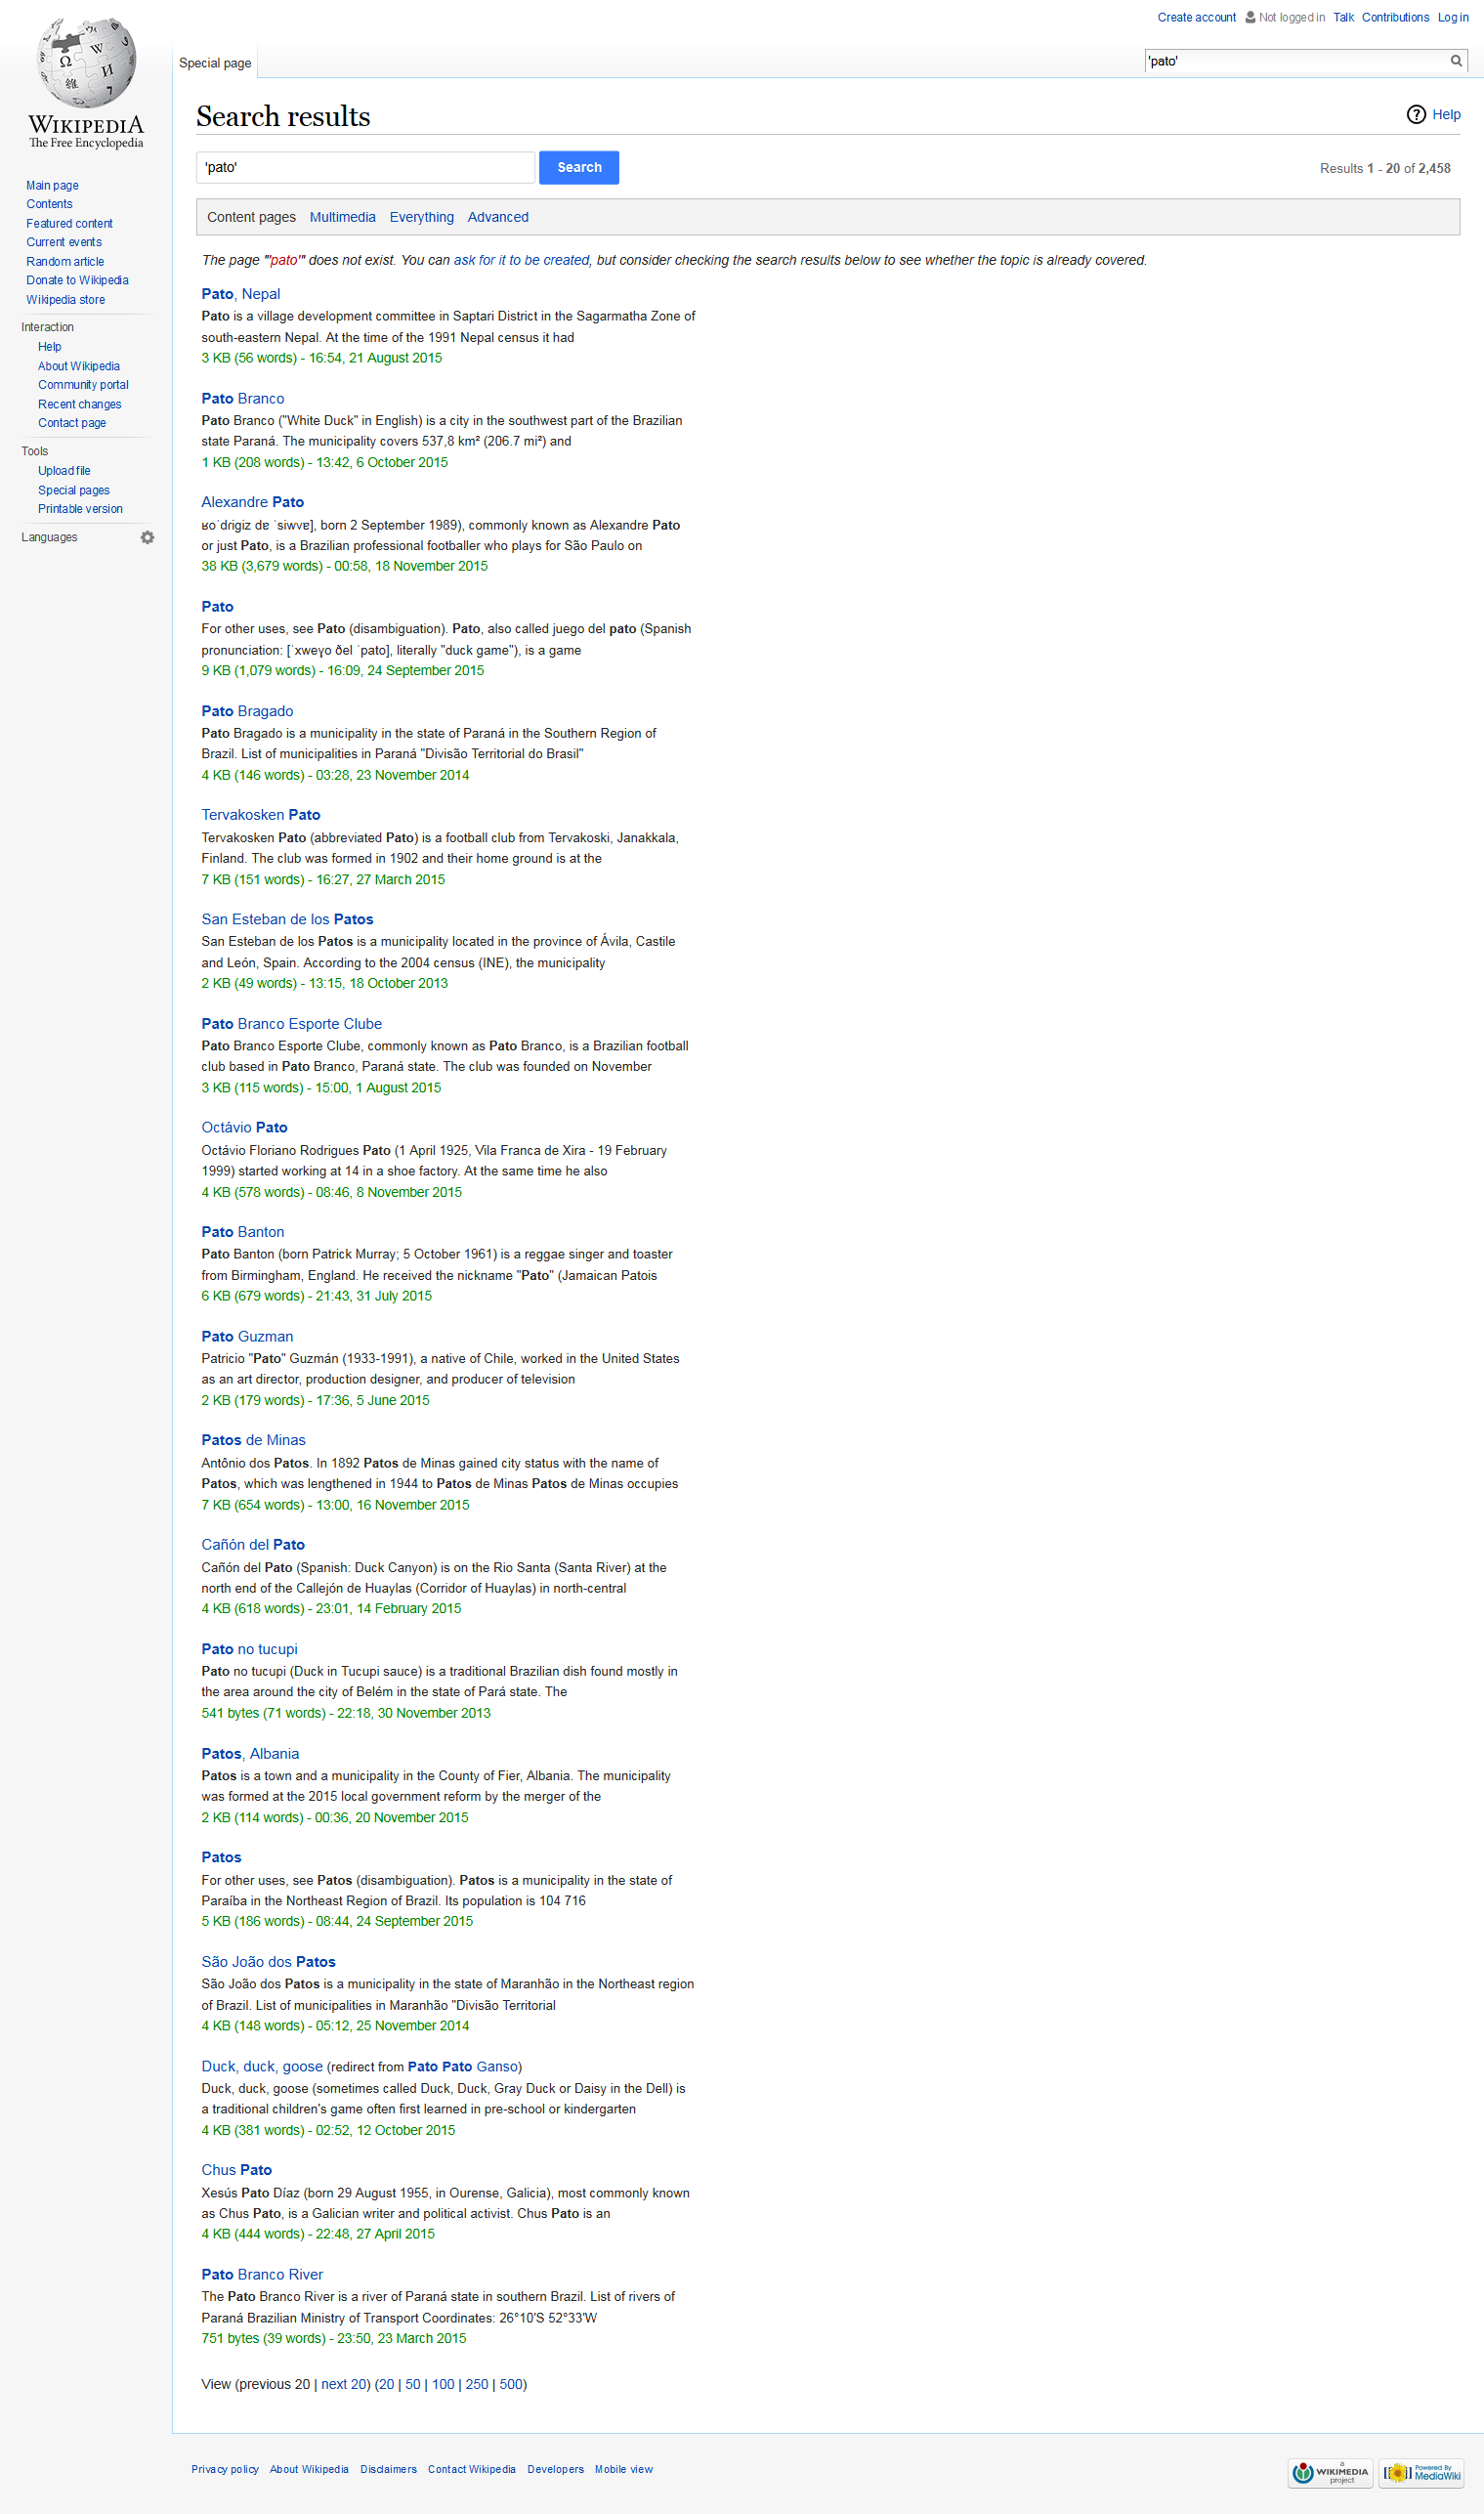 Create account Not logged in Talk Contributions Log in
Special page
'pato'
WIKIPEDIA
The Free Encyclopedia
Main page
Contents
Featured content
Current events
Random article
Donate to Wikipedia
Wikipedia store
Interaction
Help
About Wikipedia
Community portal
Recent changes
Contact page
Tools
Upload file
Special pages
Printable version
Languages
Search results
Help
'pato' Search
Results 1 - 20 of 2,458
Content pages Multimedia Everything Advanced
The page "'pato'" does not exist. You can ask for it to be created, but consider checking the search results below to see whether the topic is already covered.
Pato, Nepal
Pato is a village development committee in Saptari District in the Sagarmatha Zone of
south-eastern Nepal. At the time of the 1991 Nepal census it had
3 KB (56 words) - 16:54, 21 August 2015
Pato Branco
Pato Branco ("White Duck" in English) is a city in the southwest part of the Brazilian
state Paraná. The municipality covers 537,8 km² (206.7 mi²) and
1 KB (208 words) - 13:42, 6 October 2015
Alexandre Pato
ʁoˈdɾigiz dɐ ˈsiwvɐ], born 2 September 1989), commonly known as Alexandre Pato
or just Pato, is a Brazilian professional footballer who plays for São Paulo on
38 KB (3,679 words) - 00:58, 18 November 2015
Pato
For other uses, see Pato (disambiguation). Pato, also called juego del pato (Spanish
pronunciation: [ˈxweɣo ðel ˈpato], literally "duck game"), is a game
9 KB (1,079 words) - 16:09, 24 September 2015
Pato Bragado
Pato Bragado is a municipality in the state of Paraná in the Southern Region of
Brazil. List of municipalities in Paraná "Divisão Territorial do Brasil"
4 KB (146 words) - 03:28, 23 November 2014
Tervakosken Pato
Tervakosken Pato (abbreviated Pato) is a football club from Tervakoski, Janakkala,
Finland. The club was formed in 1902 and their home ground is at the
7 KB (151 words) - 16:27, 27 March 2015
San Esteban de los Patos
San Esteban de los Patos is a municipality located in the province of Ávila, Castile
and León, Spain. According to the 2004 census (INE), the municipality
2 KB (49 words) - 13:15, 18 October 2013
Pato Branco Esporte Clube
Pato Branco Esporte Clube, commonly known as Pato Branco, is a Brazilian football
club based in Pato Branco, Paraná state. The club was founded on November
3 KB (115 words) - 15:00, 1 August 2015
Octávio Pato
Octávio Floriano Rodrigues Pato (1 April 1925, Vila Franca de Xira - 19 February
1999) started working at 14 in a shoe factory. At the same time he also
4 KB (578 words) - 08:46, 8 November 2015
Pato Banton
Pato Banton (born Patrick Murray; 5 October 1961) is a reggae singer and toaster
from Birmingham, England. He received the nickname "Pato" (Jamaican Patois
6 KB (679 words) - 21:43, 31 July 2015
Pato Guzman
Patricio "Pato" Guzmán (1933-1991), a native of Chile, worked in the United States
as an art director, production designer, and producer of television
2 KB (179 words) - 17:36, 5 June 2015
Patos de Minas
Antônio dos Patos. In 1892 Patos de Minas gained city status with the name of
Patos, which was lengthened in 1944 to Patos de Minas Patos de Minas occupies
7 KB (654 words) - 13:00, 16 November 2015
Cañón del Pato
Cañón del Pato (Spanish: Duck Canyon) is on the Rio Santa (Santa River) at the
north end of the Callejón de Huaylas (Corridor of Huaylas) in north-central
4 KB (618 words) - 23:01, 14 February 2015
Pato no tucupi
Pato no tucupi (Duck in Tucupi sauce) is a traditional Brazilian dish found mostly in
the area around the city of Belém in the state of Pará state. The
541 bytes (71 words) - 22:18, 30 November 2013
Patos, Albania
Patos is a town and a municipality in the County of Fier, Albania. The municipality
was formed at the 2015 local government reform by the merger of the
2 KB (114 words) - 00:36, 20 November 2015
Patos
For other uses, see Patos (disambiguation). Patos is a municipality in the state of
Paraíba in the Northeast Region of Brazil. Its population is 104 716
5 KB (186 words) - 08:44, 24 September 2015
São João dos Patos
São João dos Patos is a municipality in the state of Maranhão in the Northeast region
of Brazil. List of municipalities in Maranhão "Divisão Territorial
4 KB (148 words) - 05:12, 25 November 2014
Duck, duck, goose (redirect from Pato Pato Ganso)
Duck, duck, goose (sometimes called Duck, Duck, Gray Duck or Daisy in the Dell) is
a traditional children's game often first learned in pre-school or kindergarten
4 KB (381 words) - 02:52, 12 October 2015
Chus Pato
Xesús Pato Díaz (born 29 August 1955, in Ourense, Galicia), most commonly known
as Chus Pato, is a Galician writer and political activist. Chus Pato is an
4 KB (444 words) - 22:48, 27 April 2015
Pato Branco River
The Pato Branco River is a river of Paraná state in southern Brazil. List of rivers of
Paraná Brazilian Ministry of Transport Coordinates: 26°10'S 52°33'W
751 bytes (39 words) - 23:50, 23 March 2015
View (previous 20 | next 20) (20 | 50 | 100 | 250 | 500)
Privacy policy About Wikipedia Disclaimers Contact Wikipedia Developers Mobile view
a
WIKIMEDIA
project
Powered By
MediaWiki